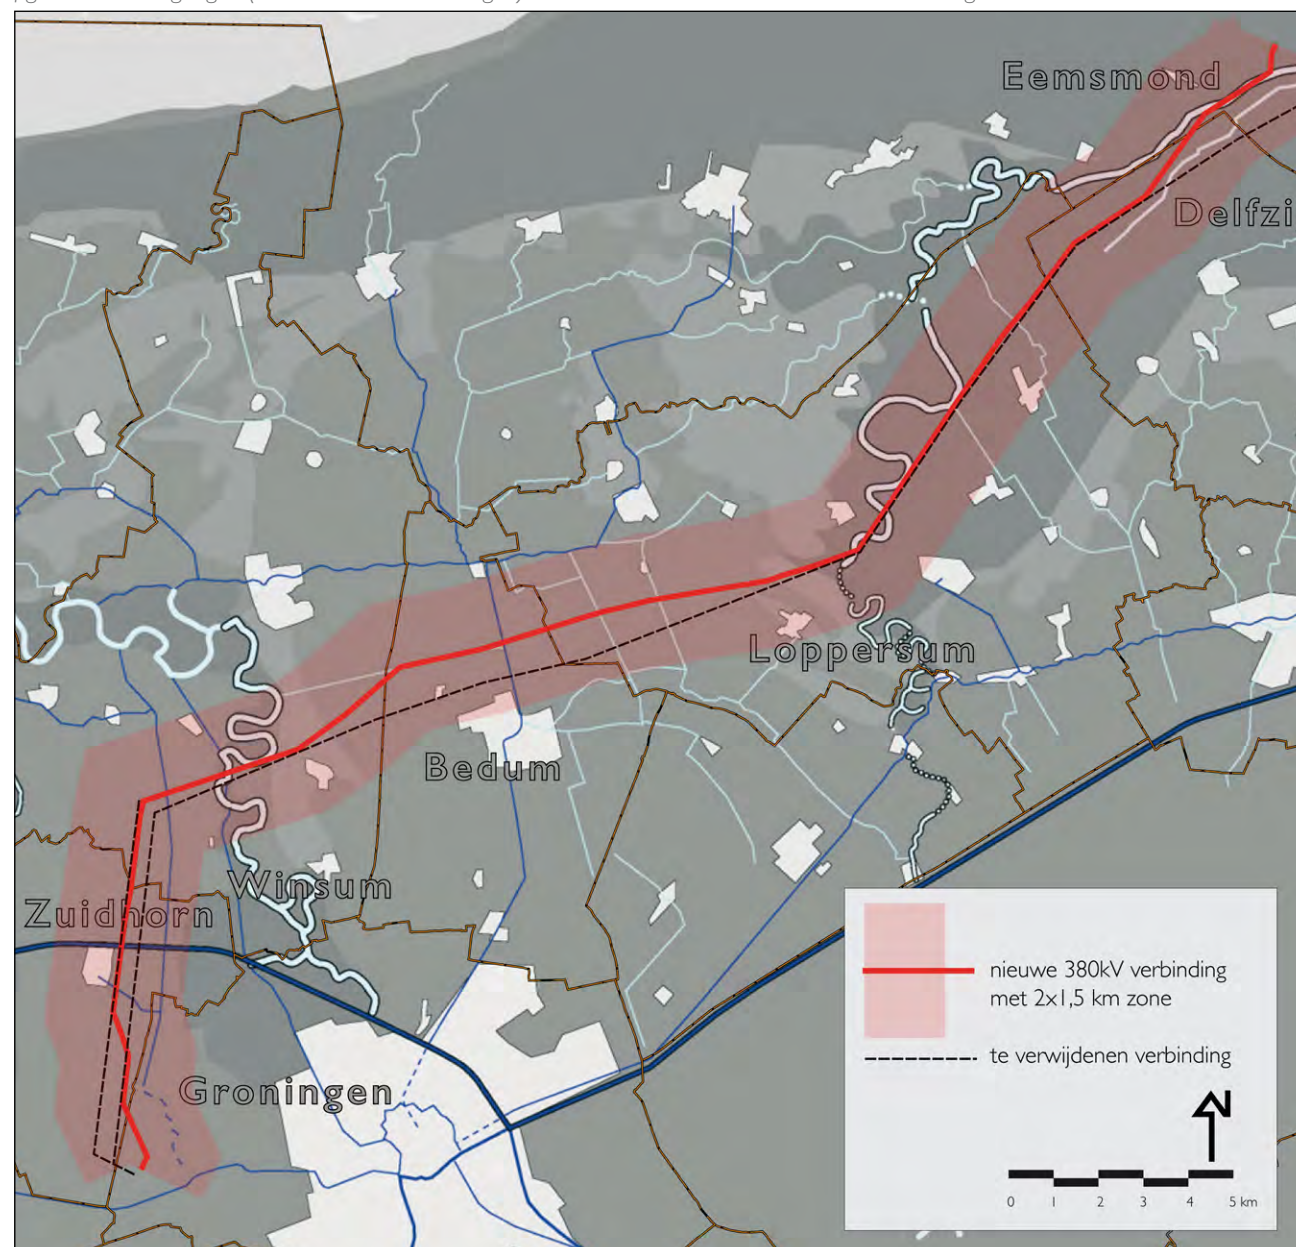 Eemsmond
Delfzi
Loppersum
Bedum
Winsum
Zuidhorn
Groningen
nieuwe 380kV verbinding
met 2x1,5 km zone
te verwijdenen verbinding
N
0 1 2 3 4 5 km